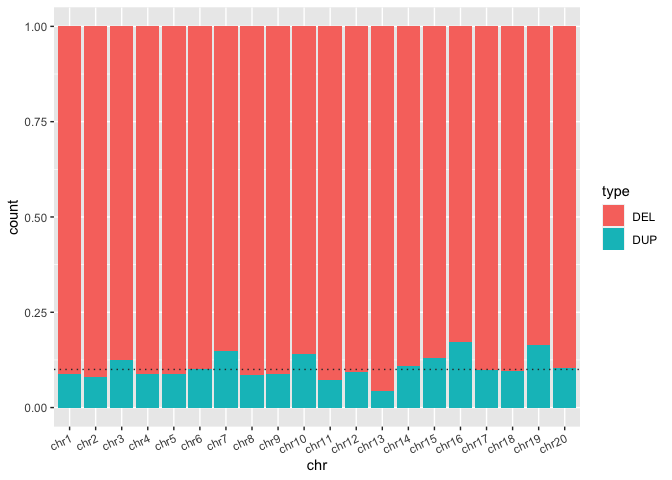 1.00
0.75
0.50
0.25
0.00
count
chr1 chr2 chr3 chr4 chr5 chr6 chr7 chr8 chr9 chr10 chr11 chr12 chr13 chr14 chr15 chr16 chr17 chr18 chr19 chr20
chr
type
DEL
DUP